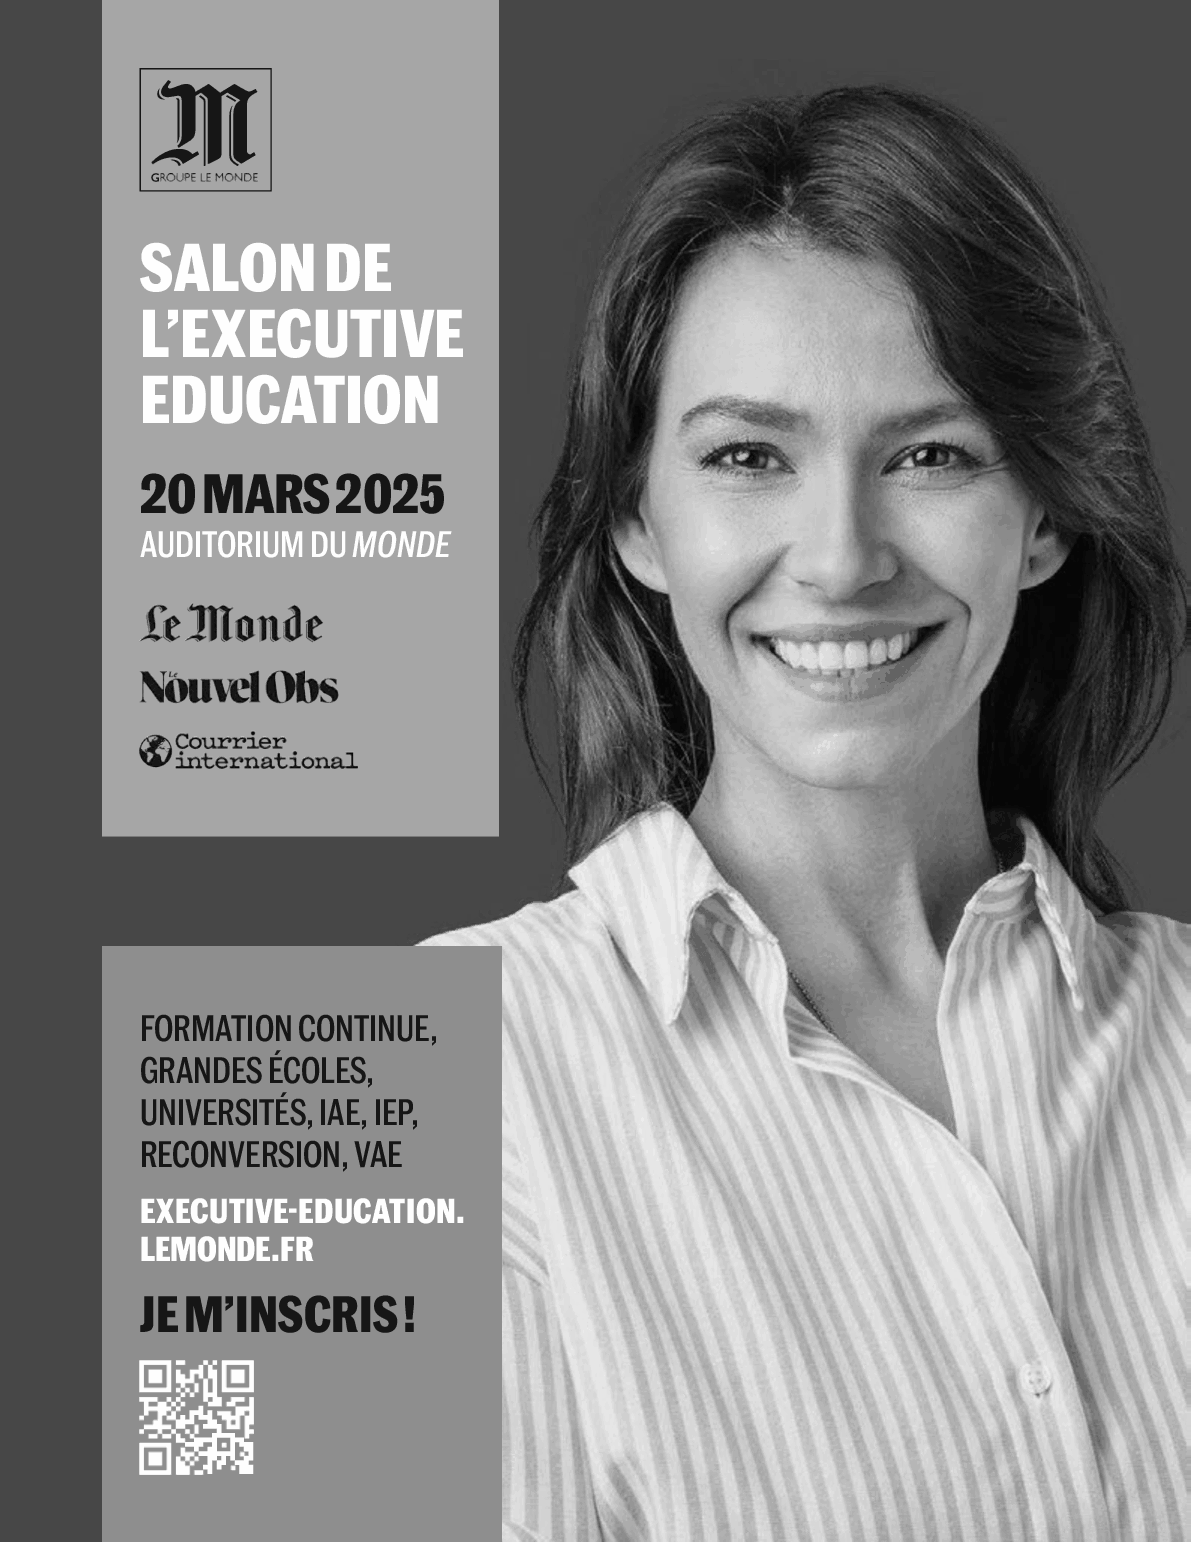 M
GROUPE LE MONDE
SALON DE
L’EXECUTIVE
EDUCATION
20 MARS 2025
AUDITORIUM DU MONDE
Le Monde
Le
Nouvel Obs
Courrier
international
FORMATION CONTINUE,
GRANDES ÉCOLES,
UNIVERSITÉS, IAE, IEP,
RECONVERSION, VAE
EXECUTIVE-EDUCATION.
LEMONDE.FR
JE M’INSCRIS !